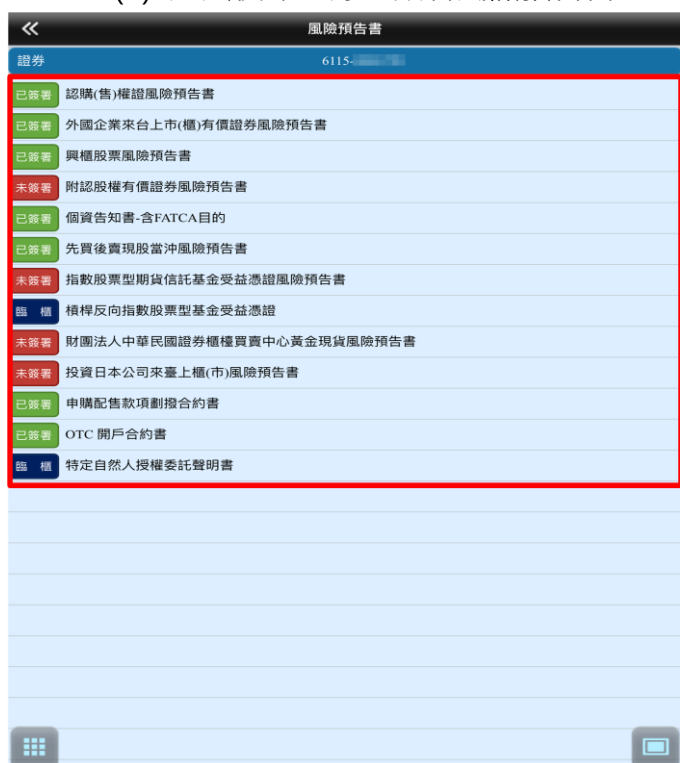 風險預告書
證券 6115-
已簽署 認購(售)權證風險預告書
已簽署 外國企業來台上市(櫃)有價證券風險預告書
已簽署 興櫃股票風險預告書
未簽署 附認股權有價證券風險預告書
已簽署 個資告知書-含FATCA目的
已簽署 先買後賣現股當沖風險預告書
未簽署 指數股票型期貨信託基金受益憑證風險預告書
臨 櫃 槓桿反向指數股票型基金受益憑證
未簽署 財團法人中華民國證券櫃檯買賣中心黃金現貨風險預告書
未簽署 投資日本公司來臺上櫃(市)風險預告書
已簽署 申購配售款項劃撥合約書
已簽署 OTC 開戶合約書
臨 櫃 特定自然人授權委託聲明書